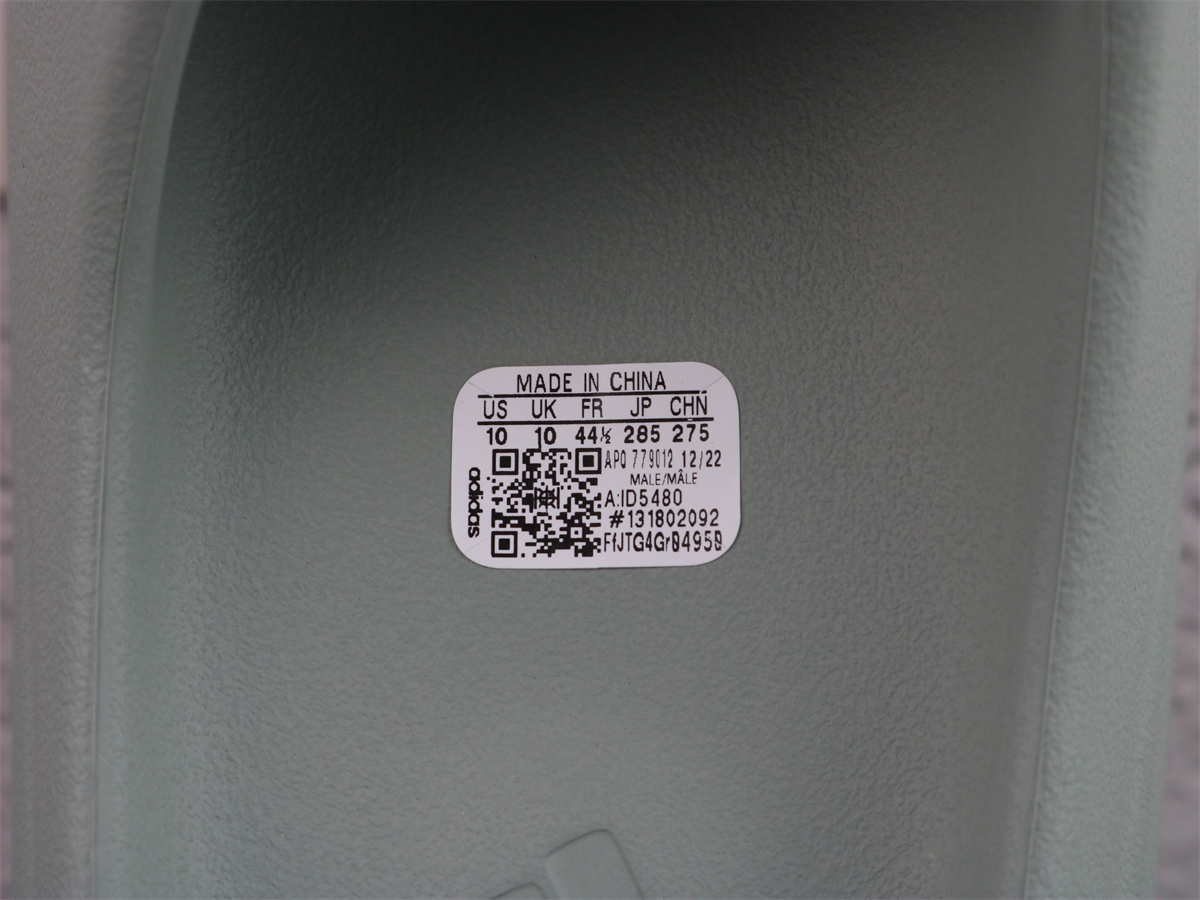 MADE IN CHINA
US UK FR JP CHN
10 10 44½ 285 275
APQ 779012 12/22
MALE/MÂLE
A:ID5480
#131802092
adidas